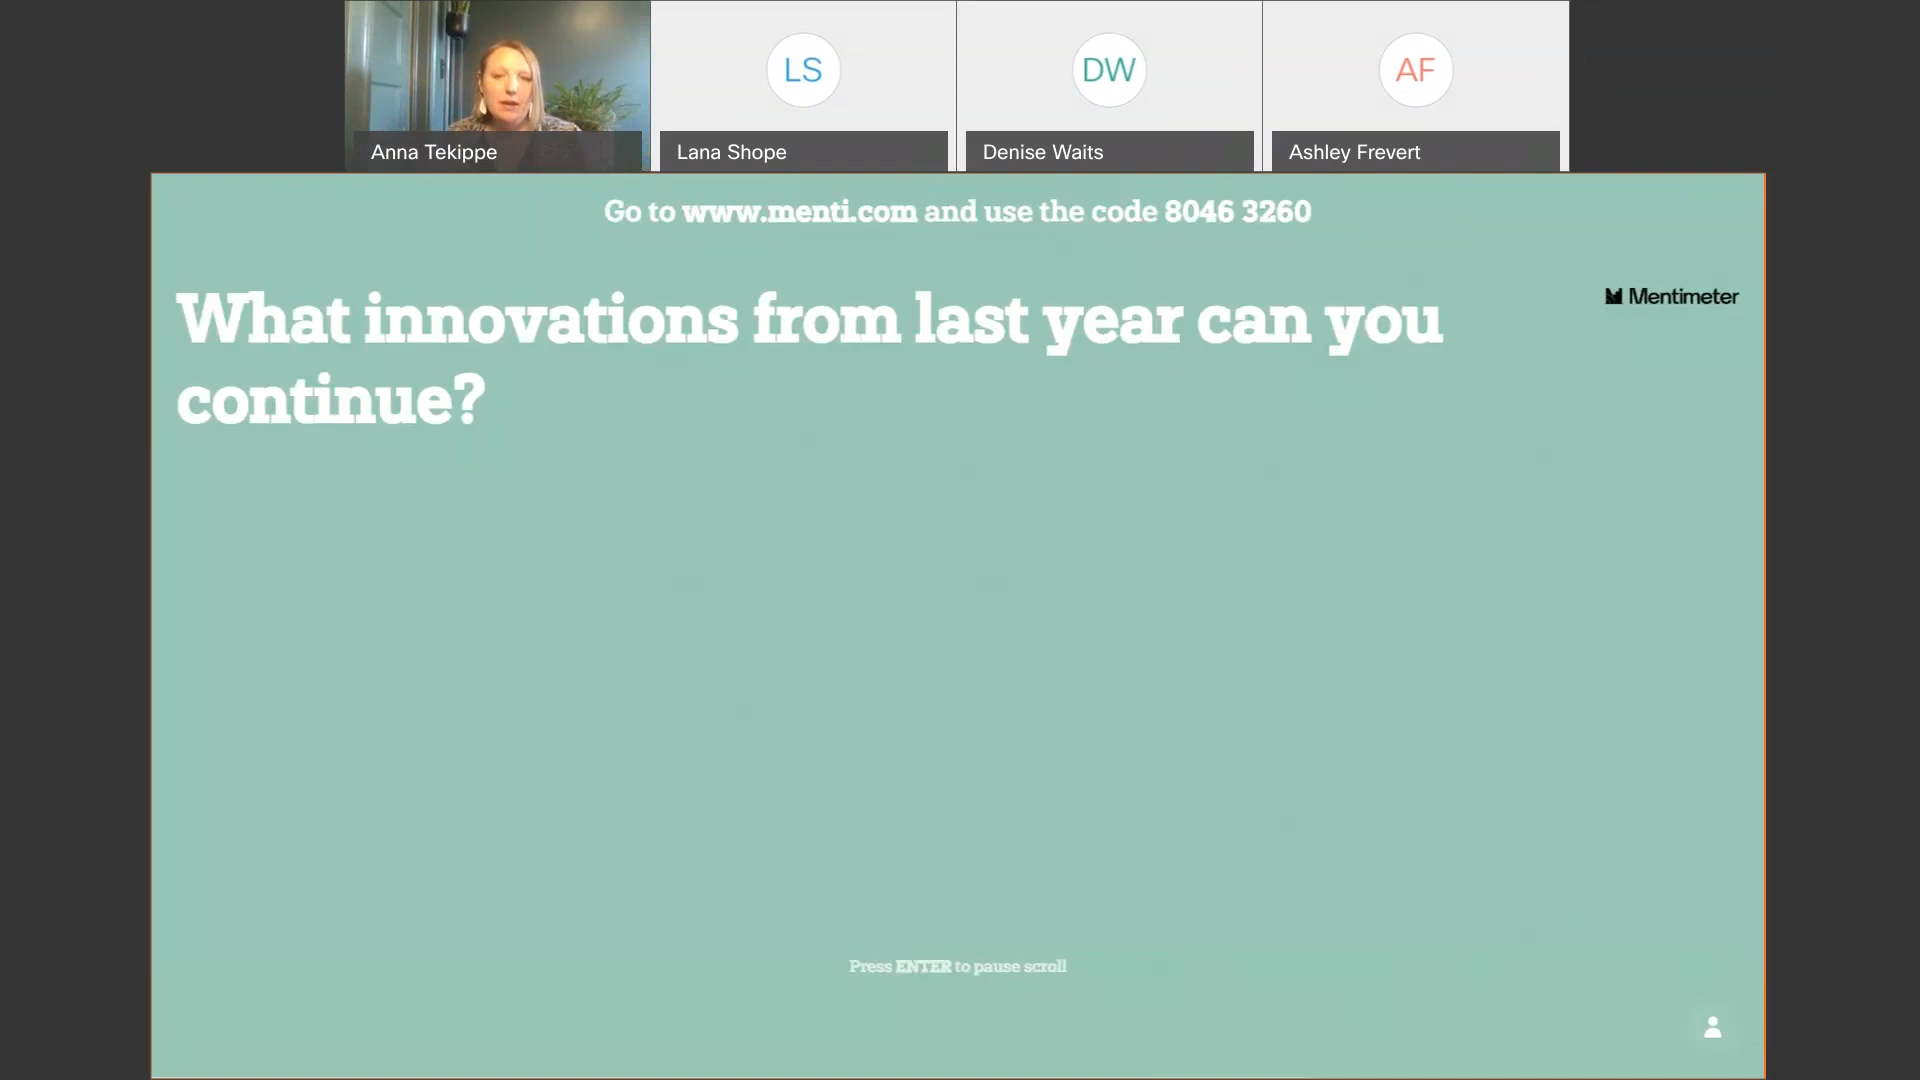 LS
DW
AF
Anna Tekippe
Lana Shope
Denise Waits
Ashley Frevert
Go to www.menti.com and use the code 8046 3260
Mentimeter
What innovations from last year can you
continue?
Press ENTER to pause scroll